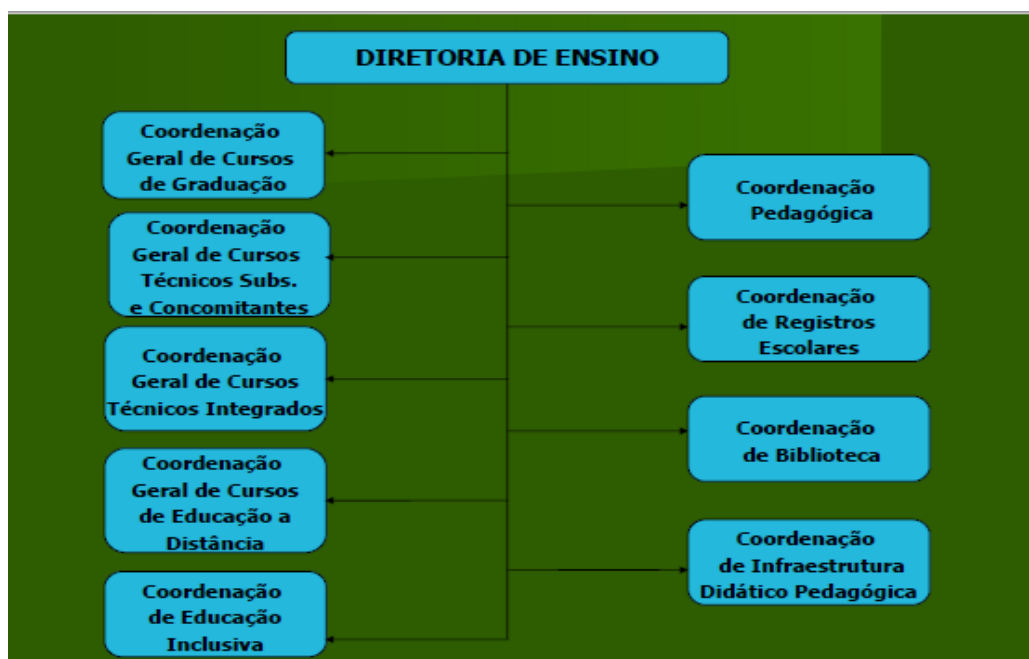 DIRETORIA DE ENSINO
Coordenação
Geral de Cursos
de Graduação
Coordenação
Geral de Cursos
Técnicos Subs.
e Concomitantes
Coordenação
Geral de Cursos
Técnicos Integrados
Coordenação
Geral de Cursos
de Educação a
Distância
Coordenação
de Educação
Inclusiva
Coordenação
Pedagógica
Coordenação
de Registros
Escolares
Coordenação
de Biblioteca
Coordenação
de Infraestrutura
Didático Pedagógica